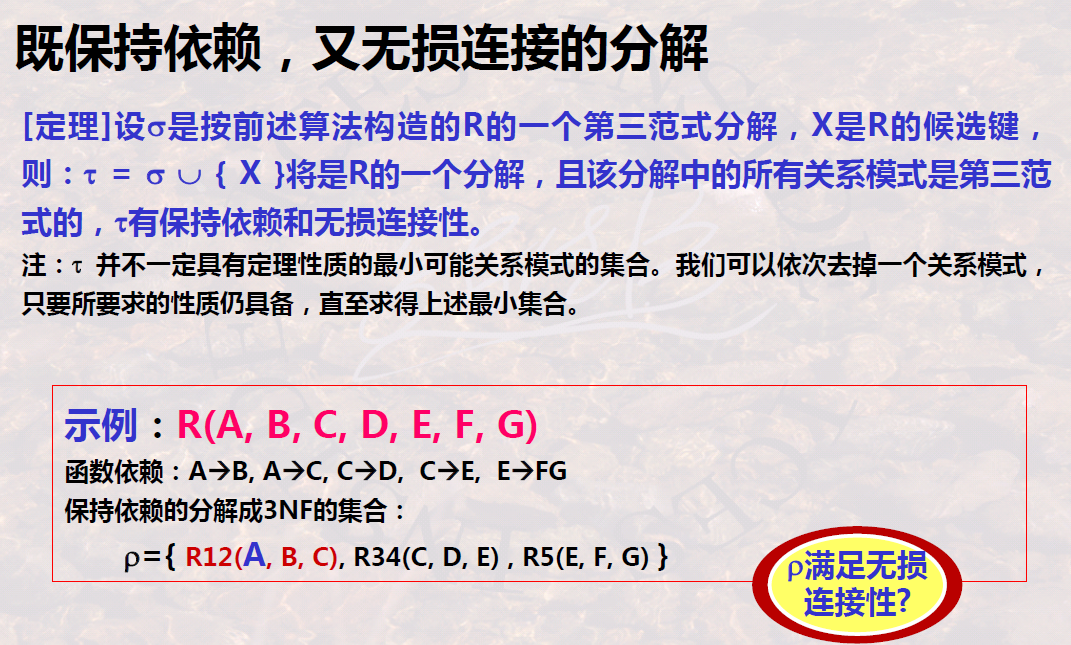 既保持依赖，又无损连接的分解
[定理]设σ是按前述算法构造的R的一个第三范式分解，X是R的候选键，
则：τ = σ ∪ { X }将是R的一个分解，且该分解中的所有关系模式是第三范
式的，τ有保持依赖和无损连接性。
注：τ 并不一定具有定理性质的最小可能关系模式的集合。我们可以依次去掉一个关系模式，
只要所要求的性质仍具备，直至求得上述最小集合。
示例：R(A, B, C, D, E, F, G)
函数依赖：A→B, A→C, C→D, C→E, E→FG
保持依赖的分解成3NF的集合：
ρ={ R12(A, B, C), R34(C, D, E) , R5(E, F, G) }
ρ满足无损
连接性?